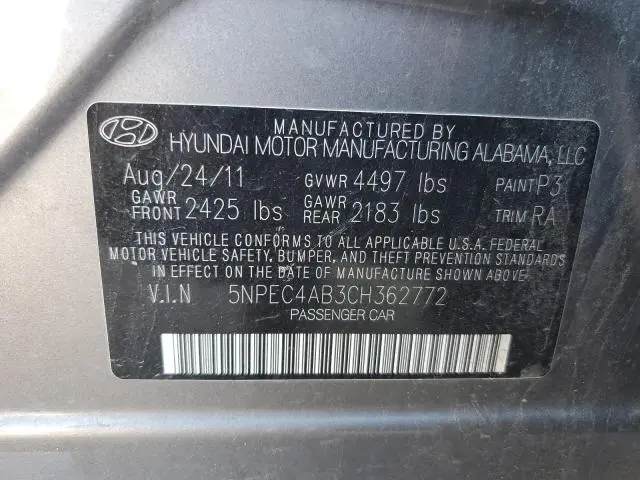 MANUFACTURED BY
HYUNDAI MOTOR MANUFACTURING ALABAMA, LLC
Aug/24/11 GVWR 4497 lbs PAINT P3
GAWR FRONT 2425 lbs GAWR REAR 2183 lbs TRIM RA
THIS VEHICLE CONFORMS TO ALL APPLICABLE U.S.A. FEDERAL
MOTOR VEHICLE SAFETY, BUMPER, AND THEFT PREVENTION STANDARDS
IN EFFECT ON THE DATE OF MANUFACTURE SHOWN ABOVE
V.I.N 5NPEC4AB3CH362772
PASSENGER CAR